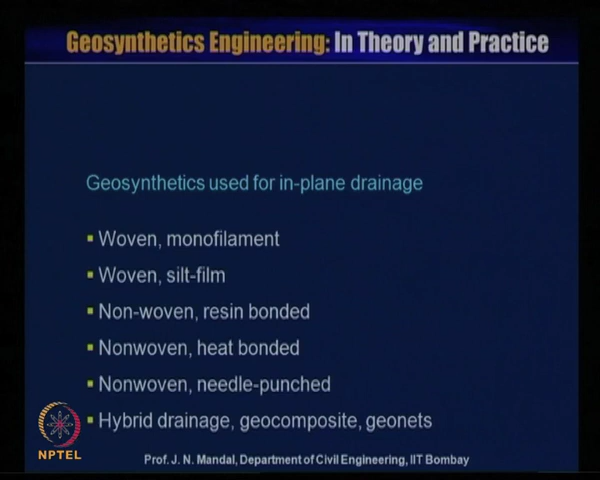 Geosynthetics Engineering: In Theory and Practice
Geosynthetics used for in-plane drainage
▪ Woven, monofilament
▪ Woven, silt-film
▪ Non-woven, resin bonded
▪ Nonwoven, heat bonded
▪ Nonwoven, needle-punched
▪ Hybrid drainage, geocomposite, geonets
NPTEL
Prof. J. N. Mandal, Department of Civil Engineering, IIT Bombay